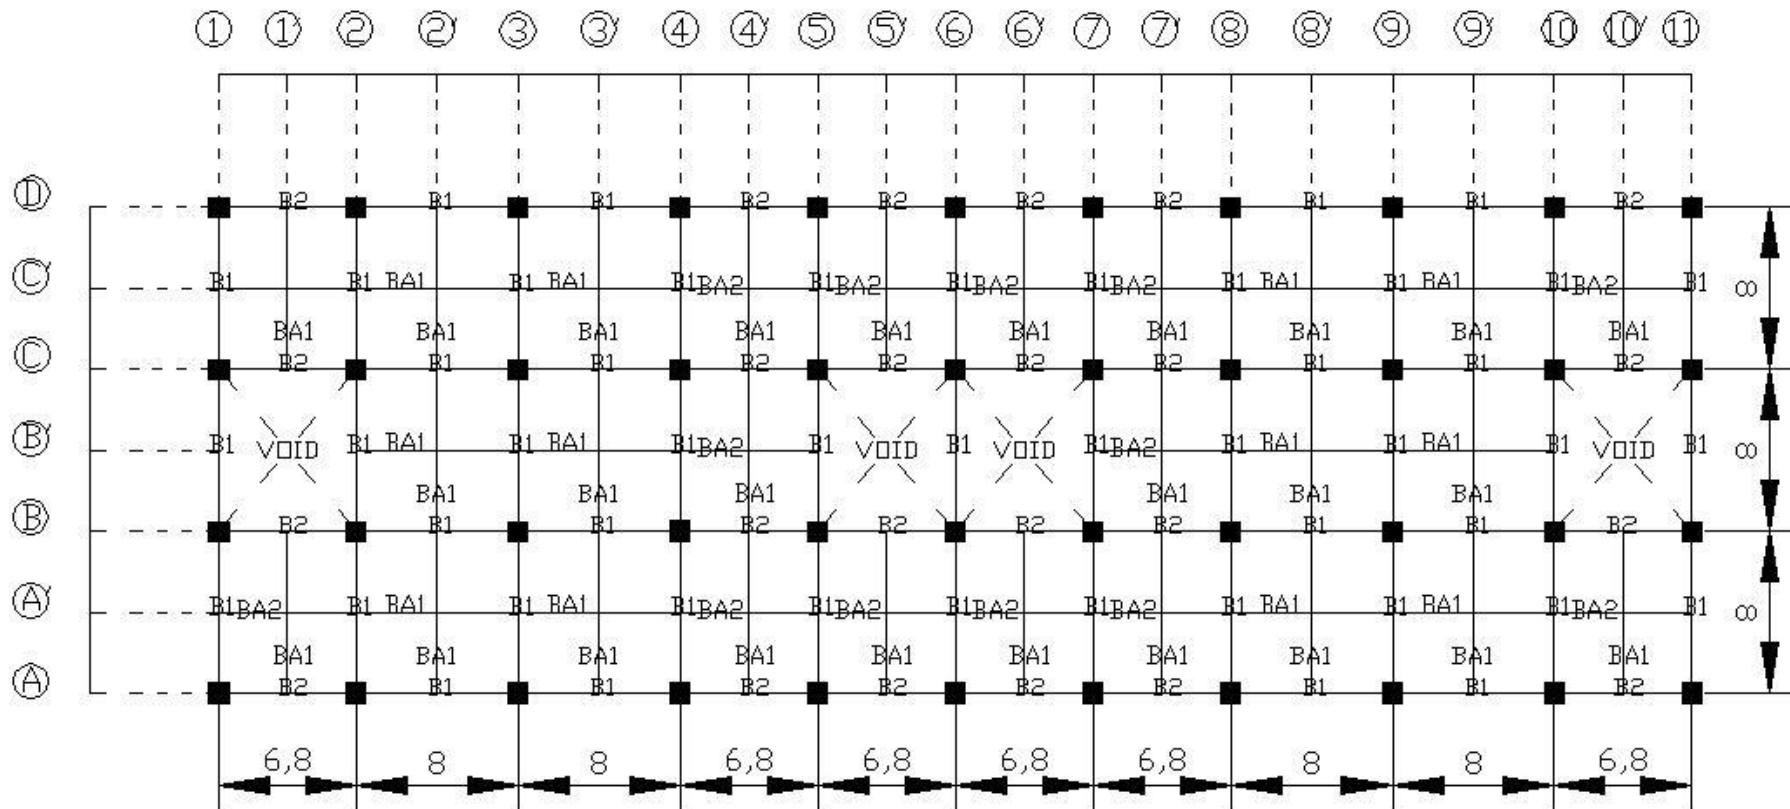 1 1' 2 2' 3 3' 4 4' 5 5' 6 6' 7 7' 8 8' 9 9' 10 10' 11
D B2 B1 B1 B2 B2 B2 B2 B1 B1 B2
C' B1 B1 BA1 B1 BA1 B1 BA2 B1 BA2 B1 BA2 B1 BA2 B1 BA1 B1 BA1 B1 BA2 B1 8
BA1 BA1 BA1 BA1 BA1 BA1 BA1 BA1 BA1 BA1
C B2 B1 B1 B2 B2 B2 B2 B1 B1 B2
B' B1 VOID B1 BA1 B1 BA1 B1 BA2 B1 VOID B1 VOID B1 BA2 B1 BA1 B1 BA1 B1 VOID B1 8
BA1 BA1 BA1 BA1 BA1 BA1
B B2 B1 B1 B2 B2 B2 B2 B1 B1 B2
A' B1 BA2 B1 BA1 B1 BA1 B1 BA2 B1 BA2 B1 BA2 B1 BA2 B1 BA1 B1 BA1 B1 BA2 B1 8
BA1 BA1 BA1 BA1 BA1 BA1 BA1 BA1 BA1 BA1
A B2 B1 B1 B2 B2 B2 B2 B1 B1 B2
6,8 8 8 6,8 6,8 6,8 6,8 8 8 6,8